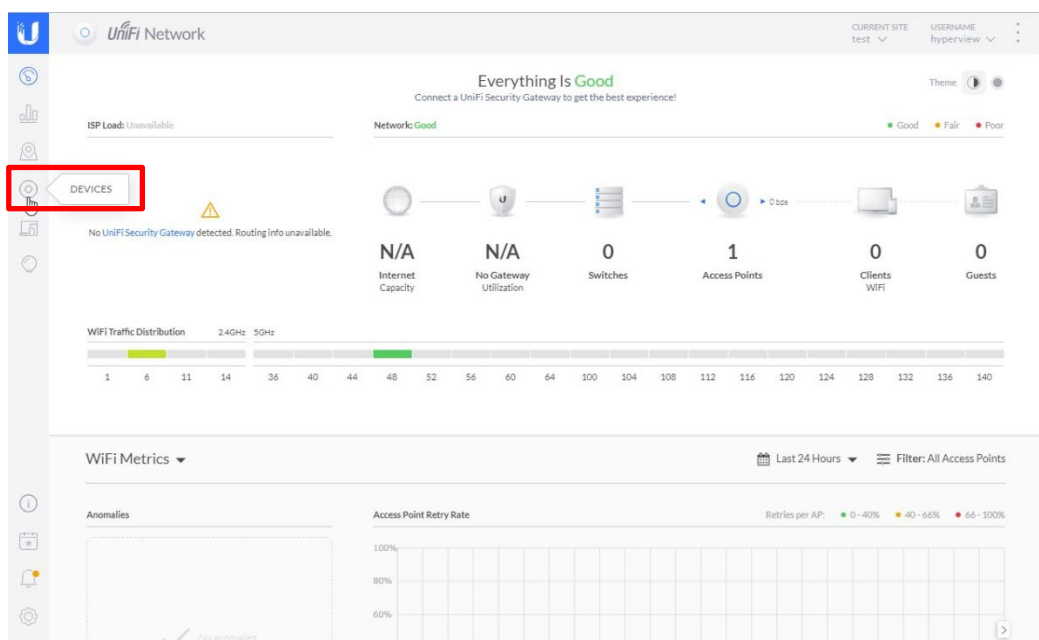 UniFi Network
CURRENT SITE
test
USERNAME
hyperview
Everything Is Good
Connect a UniFi Security Gateway to get the best experience!
Theme
ISP Load: Unavailable
Network: Good
Good
Fair
Poor
DEVICES
No UniFi Security Gateway detected. Routing info unavailable.
0 bps
N/A
Internet
Capacity
N/A
No Gateway
Utilization
0
Switches
1
Access Points
0
Clients
WiFi
0
Guests
WiFi Traffic Distribution
2.4GHz 5GHz
1 6 11 14 36 40 44 48 52 56 60 64 100 104 108 112 116 120 124 128 132 136 140
WiFi Metrics
Last 24 Hours
Filter: All Access Points
Anomalies
No anomalies
Access Point Retry Rate
Retries per AP: 0 - 40% 40 - 66% 66 - 100%
100%
80%
60%